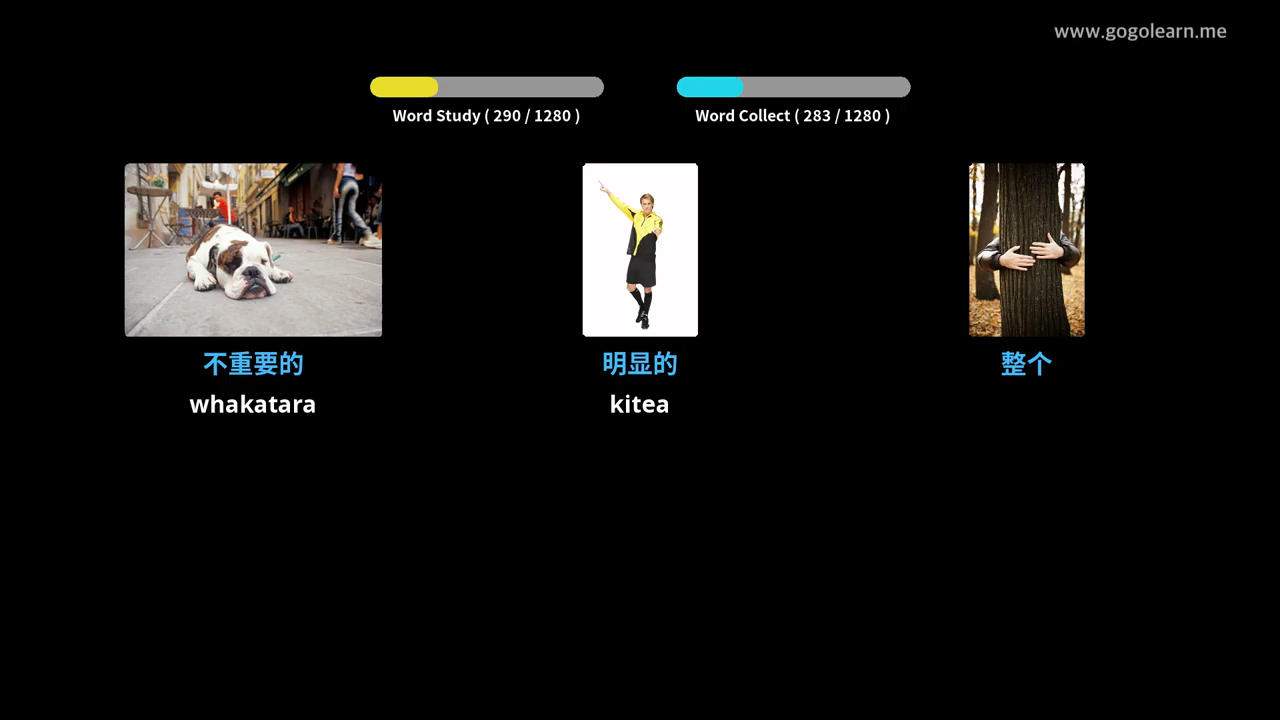 www.gogolearn.me
Word Study ( 290 / 1280 )
Word Collect ( 283 / 1280 )
不重要的
whakatara
明显的
kitea
整个